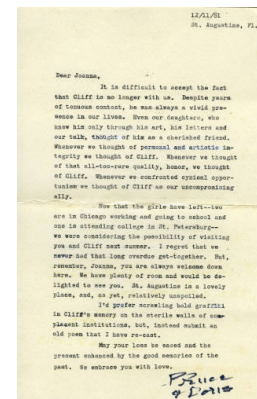 12/11/81
St. Augustine, Fla.
Dear Joanna,
It is difficult to accept the fact
that Cliff is no longer with us. Despite years
of tenuous contact, he was always a vivid pre-
sence in our lives. Even our daughters, who
knew him only through his art, his letters and
our talk, thought of him as a cherished friend.
Whenever we thought of personal and artistic in-
tegrity we thought of Cliff. Whenever we thought
of that all-too-rare quality, honor, we thought
of Cliff. Whenever we confronted cynical oppor-
tunism we thought of Cliff as our uncompromising
ally.
Now that the girls have left--two
are in Chicago working and going to school and
one is attending college in St. Petersburg--
we were considering the possibility of visiting
you and Cliff next summer. I regret that we
never had that long overdue get-together. But,
remember, Joanna, you are always welcome down
here. We have plenty of room and would be de-
lighted to see you. St. Augustine is a lovely
place, and, as yet, relatively unspoiled.
I'd prefer scrawling bold graffiti
in Cliff's memory on the sterile walls of com-
placent institutions, but, instead submit an
old poem that I have re-cast.
May your loss be eased and the
present enhanced by the good memories of the
past. We embrace you with love.
& Doris